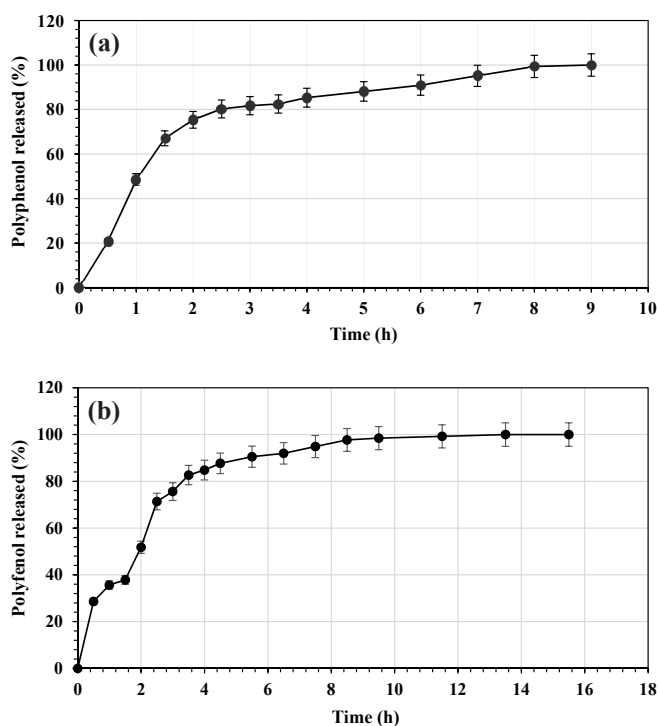 120
(a)
100
80
60
40
20
0
Polyphenol released (%)
0 1 2 3 4 5 6 7 8 9 10
Time (h)
120
(b)
100
80
60
40
20
0
Polyfenol released (%)
0 2 4 6 8 10 12 14 16 18
Time (h)